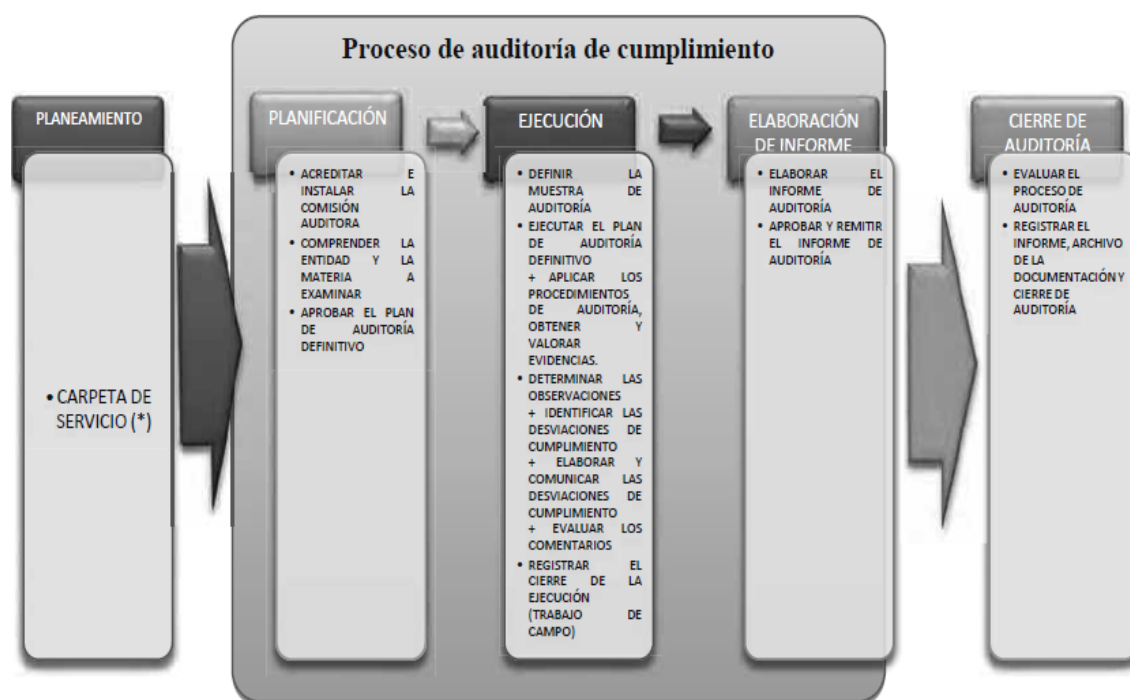 Proceso de auditoría de cumplimiento
PLANEAMIENTO
• CARPETA DE
SERVICIO (*)
PLANIFICACIÓN
• ACREDITAR E
INSTALAR LA
COMISIÓN
AUDITORA
• COMPRENDER LA
ENTIDAD Y LA
MATERIA A
EXAMINAR
• APROBAR EL PLAN
DE AUDITORÍA
DEFINITIVO
EJECUCIÓN
• DEFINIR LA
MUESTRA DE
AUDITORÍA
• EJECUTAR EL PLAN
DE AUDITORÍA
DEFINITIVO
+ APLICAR LOS
PROCEDIMIENTOS
DE AUDITORÍA,
OBTENER Y
VALORAR
EVIDENCIAS.
• DETERMINAR LAS
OBSERVACIONES
+ IDENTIFICAR LAS
DESVIACIONES DE
CUMPLIMIENTO
+ ELABORAR Y
COMUNICAR LAS
DESVIACIONES DE
CUMPLIMIENTO
+ EVALUAR LOS
COMENTARIOS
• REGISTRAR EL
CIERRE DE LA
EJECUCIÓN
(TRABAJO DE
CAMPO)
ELABORACIÓN
DE INFORME
• ELABORAR EL
INFORME DE
AUDITORÍA
• APROBAR Y REMITIR
EL INFORME DE
AUDITORÍA
CIERRE DE
AUDITORÍA
• EVALUAR EL
PROCESO DE
AUDITORÍA
• REGISTRAR EL
INFORME, ARCHIVO
DE LA
DOCUMENTACIÓN Y
CIERRE DE
AUDITORÍA